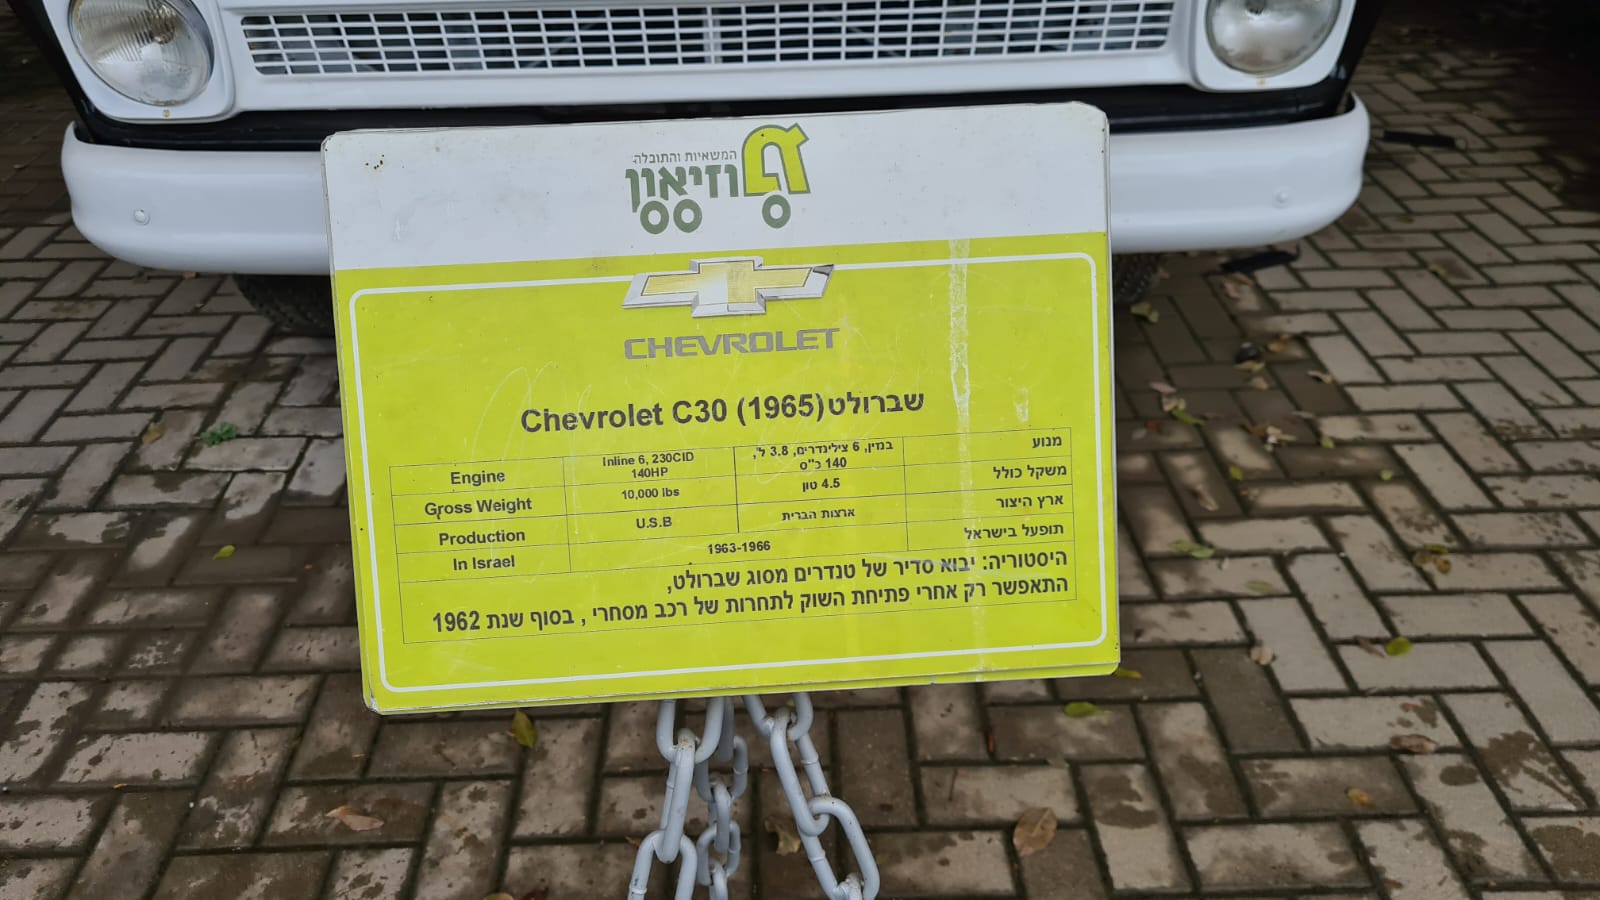 המשאיות והתובלה
מוזיאון
CHEVROLET
שברולט Chevrolet C30 (1965)
Engine Inline 6, 230CID 140HP בנזין, 6 צילינדרים, 3.8 ל', 140 כ"ס מנוע
Gross Weight 10,000 lbs 4.5 טון משקל כולל
Production U.S.B ארצות הברית ארץ היצור
In Israel 1963-1966 תופעל בישראל
היסטוריה: יבוא סדיר של טנדרים מסוג שברולט,
התאפשר רק אחרי פתיחת השוק לתחרות של רכב מסחרי , בסוף שנת 1962